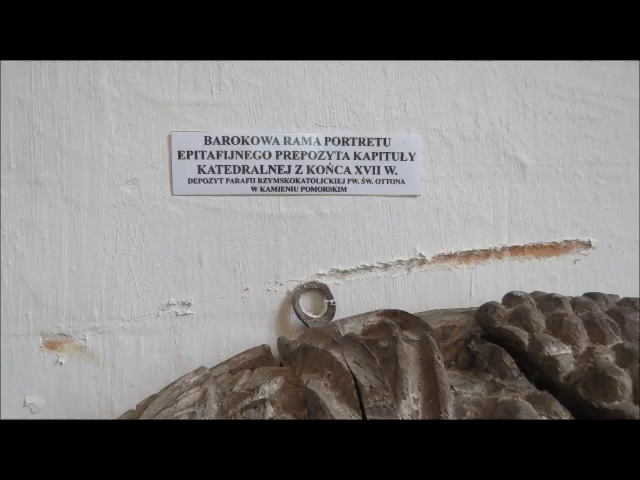 BAROKOWA RAMA PORTRETU
EPITAFIJNEGO PREPOZYTA KAPITUŁY
KATEDRALNEJ Z KOŃCA XVII W.
DEPOZYT PARAFII RZYMSKOKATOLICKIEJ PW. ŚW. OTTONA
W KAMIENIU POMORSKIM